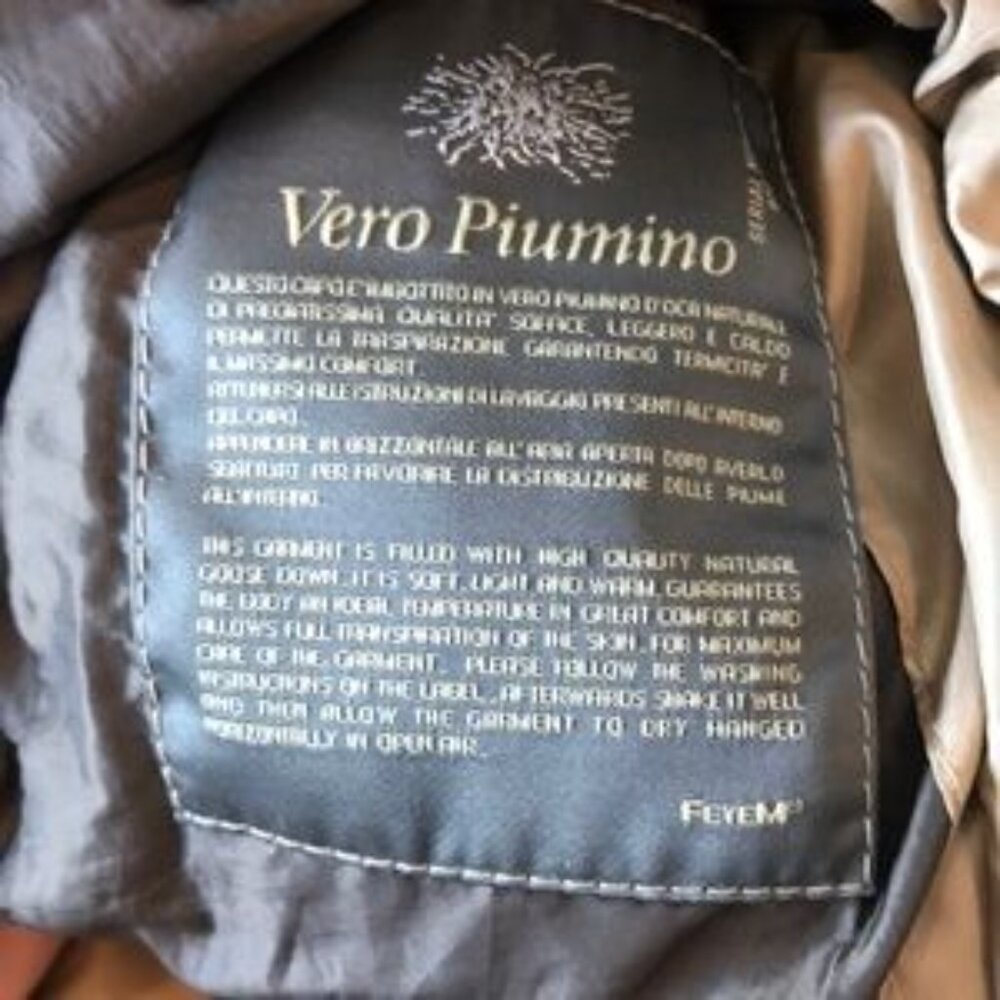 Vero Piumino
QUESTO CAPO E' IMBOTTITO IN VERO PIUMINO D'OCA NATURALE
DI PREGIATISSIMA QUALITA' SOFFICE, LEGGERO E CALDO
PERMETTE LA TRASPIRAZIONE GARANTENDO TERMICITA' E
IL MASSIMO COMFORT.
ATTENERSI ALLE ISTRUZIONI DI LAVAGGIO PRESENTI ALL'INTERNO
DEL CAPO.
APPENDERE IN ORIZZONTALE ALL'ARIA APERTA DOPO AVERLO
SBATTUTO PER FAVORIRE LA DISTRIBUZIONE DELLE PIUME
ALL'INTERNO.
THIS GARMENT IS FILLED WITH HIGH QUALITY NATURAL
GOOSE DOWN. IT IS SOFT, LIGHT AND WARM. GUARANTEES
THE BODY AN IDEAL TEMPERATURE IN GREAT COMFORT AND
ALLOWS FULL TRANSPIRATION OF THE SKIN. FOR MAXIMUM
CARE OF THE GARMENT, PLEASE FOLLOW THE WASHING
INSTRUCTIONS ON THE LABEL. AFTERWARDS SHAKE IT WELL
AND THEN ALLOW THE GARMENT TO DRY HANGED
HORIZONTALLY IN OPEN AIR.
FEYEM